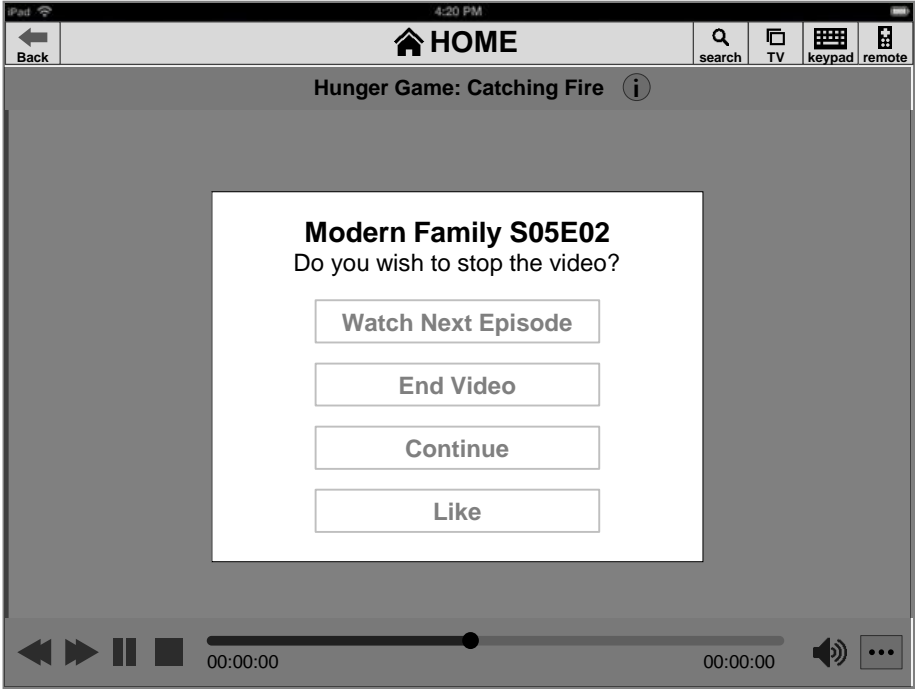 iPad 4:20 PM
Back HOME search TV keypad remote
Hunger Game: Catching Fire i
Modern Family S05E02
Do you wish to stop the video?
Watch Next Episode
End Video
Continue
Like
00:00:00 00:00:00